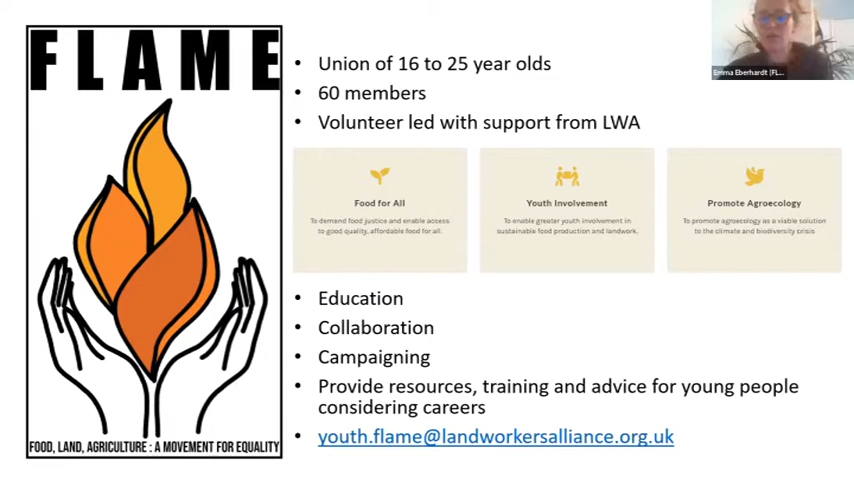 FLAME
FOOD, LAND, AGRICULTURE : A MOVEMENT FOR EQUALITY
• Union of 16 to 25 year olds
• 60 members
• Volunteer led with support from LWA
Food for All
To demand food justice and enable access
to good quality, affordable food for all.
Youth Involvement
To enable greater youth involvement in
sustainable food production and landwork.
Promote Agroecology
To promote agroecology as a viable solution
to the climate and biodiversity crisis
• Education
• Collaboration
• Campaigning
• Provide resources, training and advice for young people
considering careers
• youth.flame@landworkersalliance.org.uk
Emma Eberhardt (FL...